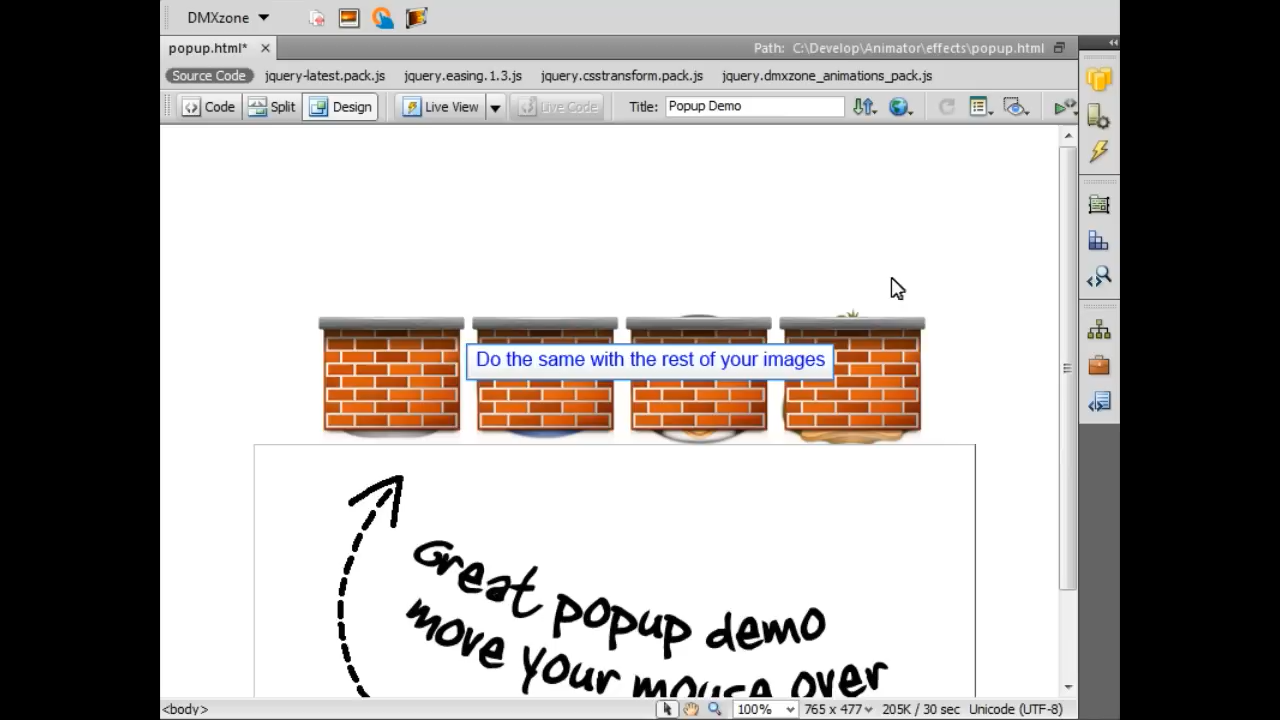 DMXzone
popup.html*
Path: C:\Develop\Animator\effects\popup.html
Source Code jquery-latest.pack.js jquery.easing.1.3.js jquery.csstransform.pack.js jquery.dmxzone_animations_pack.js
Code Split Design Live View Live Code Title: Popup Demo
Do the same with the rest of your images
Great popup demo
move your mouse over
<body> 100% 765 x 477 205K / 30 sec Unicode (UTF-8)